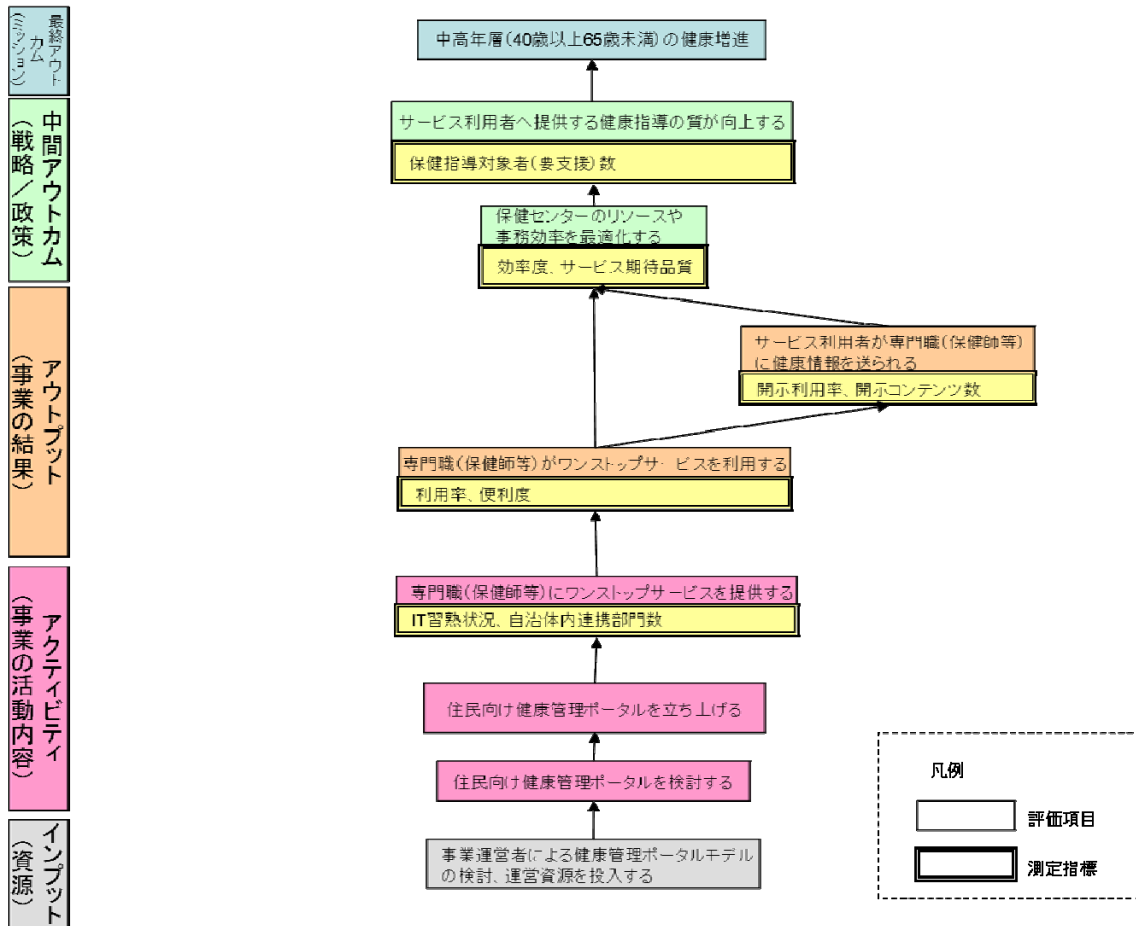 最終アウトカム
(ミッション)
中高年層(40歳以上65歳未満)の健康増進
中間アウトカム
(戦略／政策)
サービス利用者へ提供する健康指導の質が向上する
保健指導対象者(要支援)数
保健センターのリソースや
事務効率を最適化する
効率度、サービス期待品質
アウトプット
(事業の結果)
サービス利用者が専門職(保健師等)
に健康情報を送られる
開示利用率、開示コンテンツ数
専門職(保健師等)がワンストップサービスを利用する
利用率、便利度
アクティビティ
(事業の活動内容)
専門職(保健師等)にワンストップサービスを提供する
IT習熟状況、自治体内連携部門数
住民向け健康管理ポータルを立ち上げる
住民向け健康管理ポータルを検討する
インプット
(資源)
事業運営者による健康管理ポータルモデル
の検討、運営資源を投入する
凡例
評価項目
測定指標